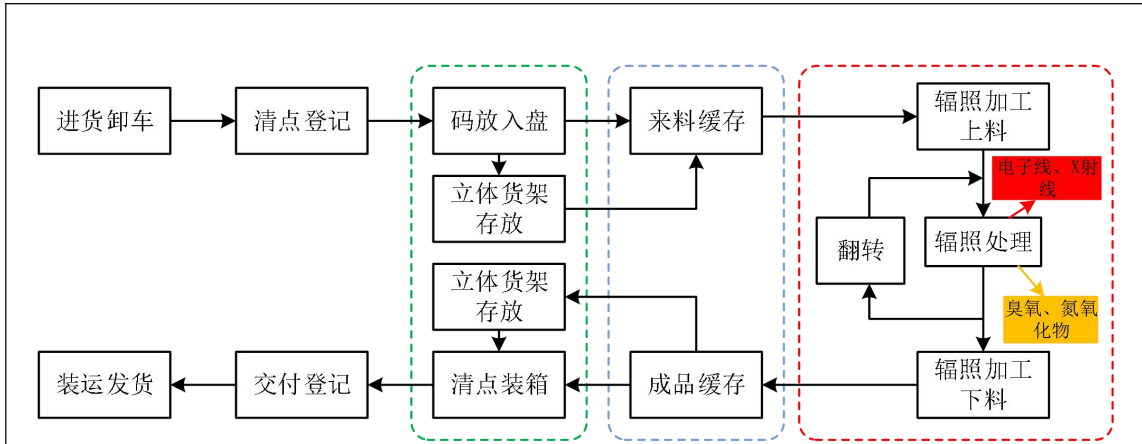 进货卸车
清点登记
码放入盘
来料缓存
辐照加工
上料
立体货架
存放
电子线、X射
线
翻转
辐照处理
立体货架
存放
臭氧、氮氧
化物
装运发货
交付登记
清点装箱
成品缓存
辐照加工
下料